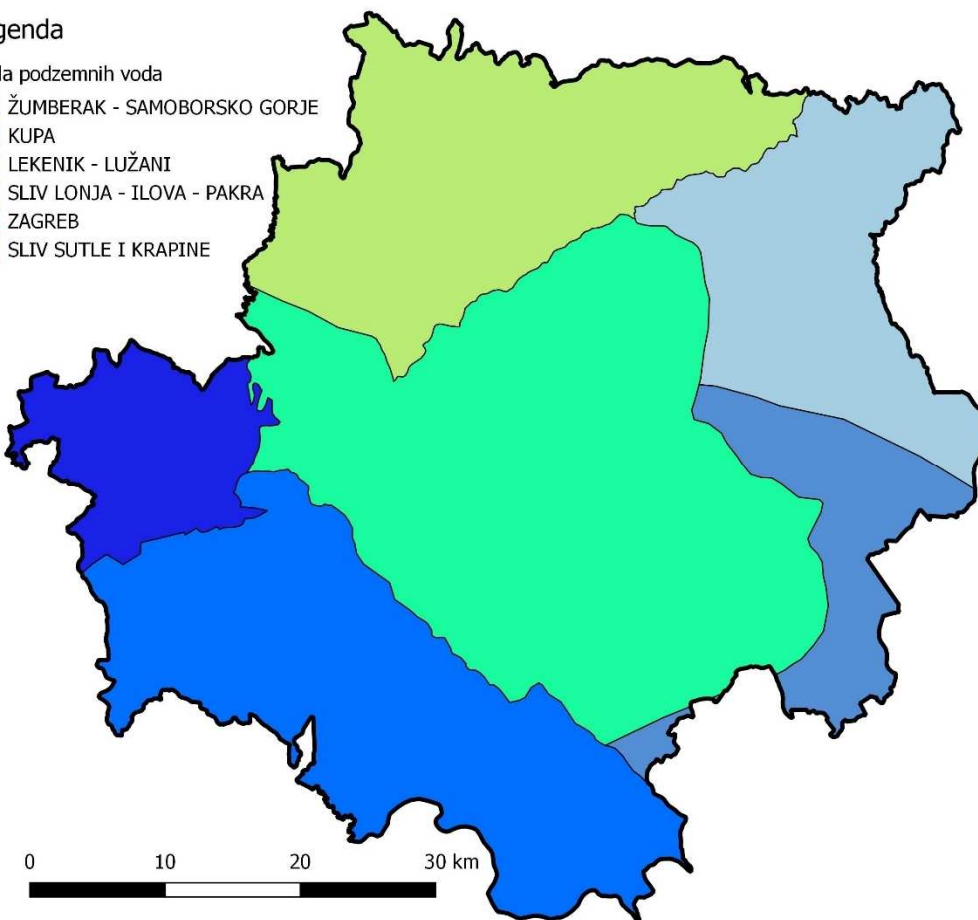 genda
la podzemnih voda
ŽUMBERAK - SAMOBORSKO GORJE
KUPA
LEKENIK - LUŽANI
SLIV LONJA - ILOVA - PAKRA
ZAGREB
SLIV SUTLE I KRAPINE
0 10 20 30 km